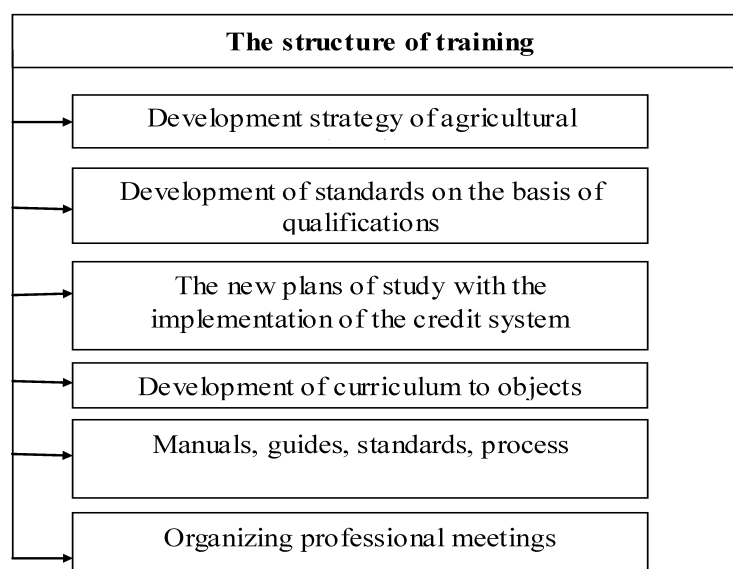 The structure of training
Development strategy of agricultural
Development of standards on the basis of
qualifications
The new plans of study with the
implementation of the credit system
Development of curriculum to objects
Manuals, guides, standards, process
Organizing professional meetings